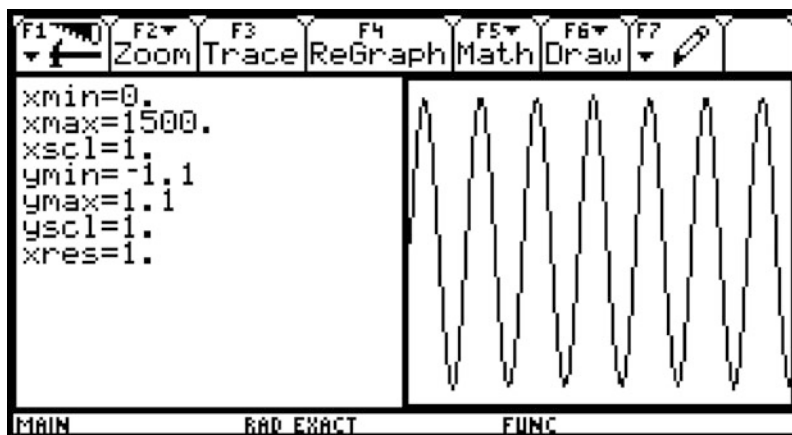 F1 F2 F3 F4 F5 F6 F7
Zoom Trace ReGraph Math Draw
xmin=0.
xmax=1500.
xscl=1.
ymin=-1.1
ymax=1.1
yscl=1.
xres=1.
MAIN RAD EXACT FUNC